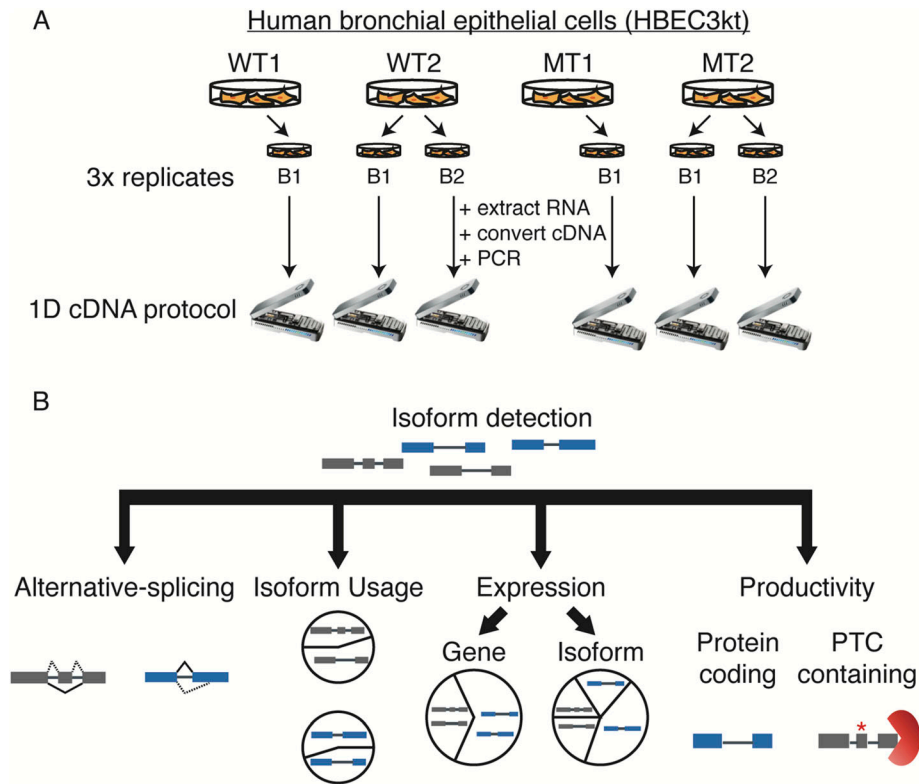 A
Human bronchial epithelial cells (HBEC3kt)
WT1 WT2 MT1 MT2
3x replicates B1 B1 B2 B1 B1 B2
+ extract RNA
+ convert cDNA
+ PCR
1D cDNA protocol
B
Isoform detection
Alternative-splicing Isoform Usage Expression Productivity
Gene Isoform Protein coding PTC containing
*